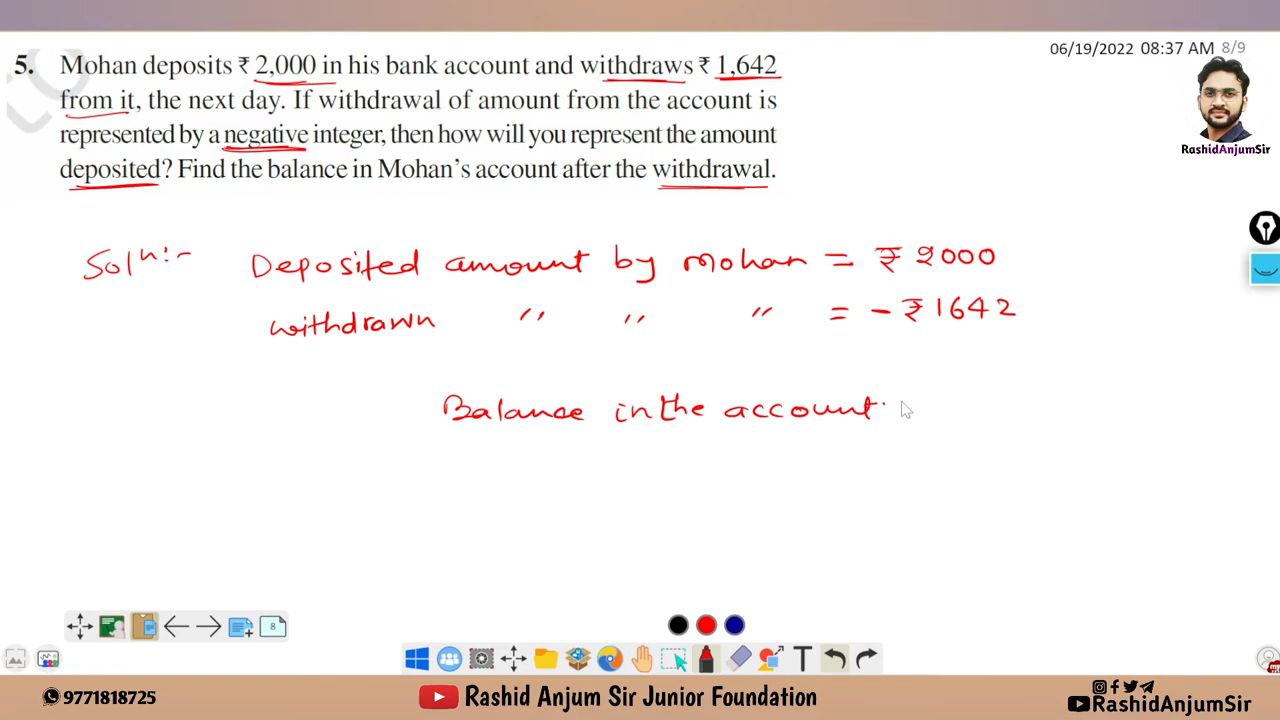 06/19/2022 08:37 AM 8/9
5. Mohan deposits ₹ 2,000 in his bank account and withdraws ₹ 1,642
from it, the next day. If withdrawal of amount from the account is
represented by a negative integer, then how will you represent the amount
deposited? Find the balance in Mohan's account after the withdrawal.
RashidAnjumSir
Solⁿ:- Deposited amount by Mohan = ₹ 2000
withdrawn " " " = - ₹ 1642
Balance in the account
8
T
9771818725
Rashid Anjum Sir Junior Foundation
RashidAnjumSir